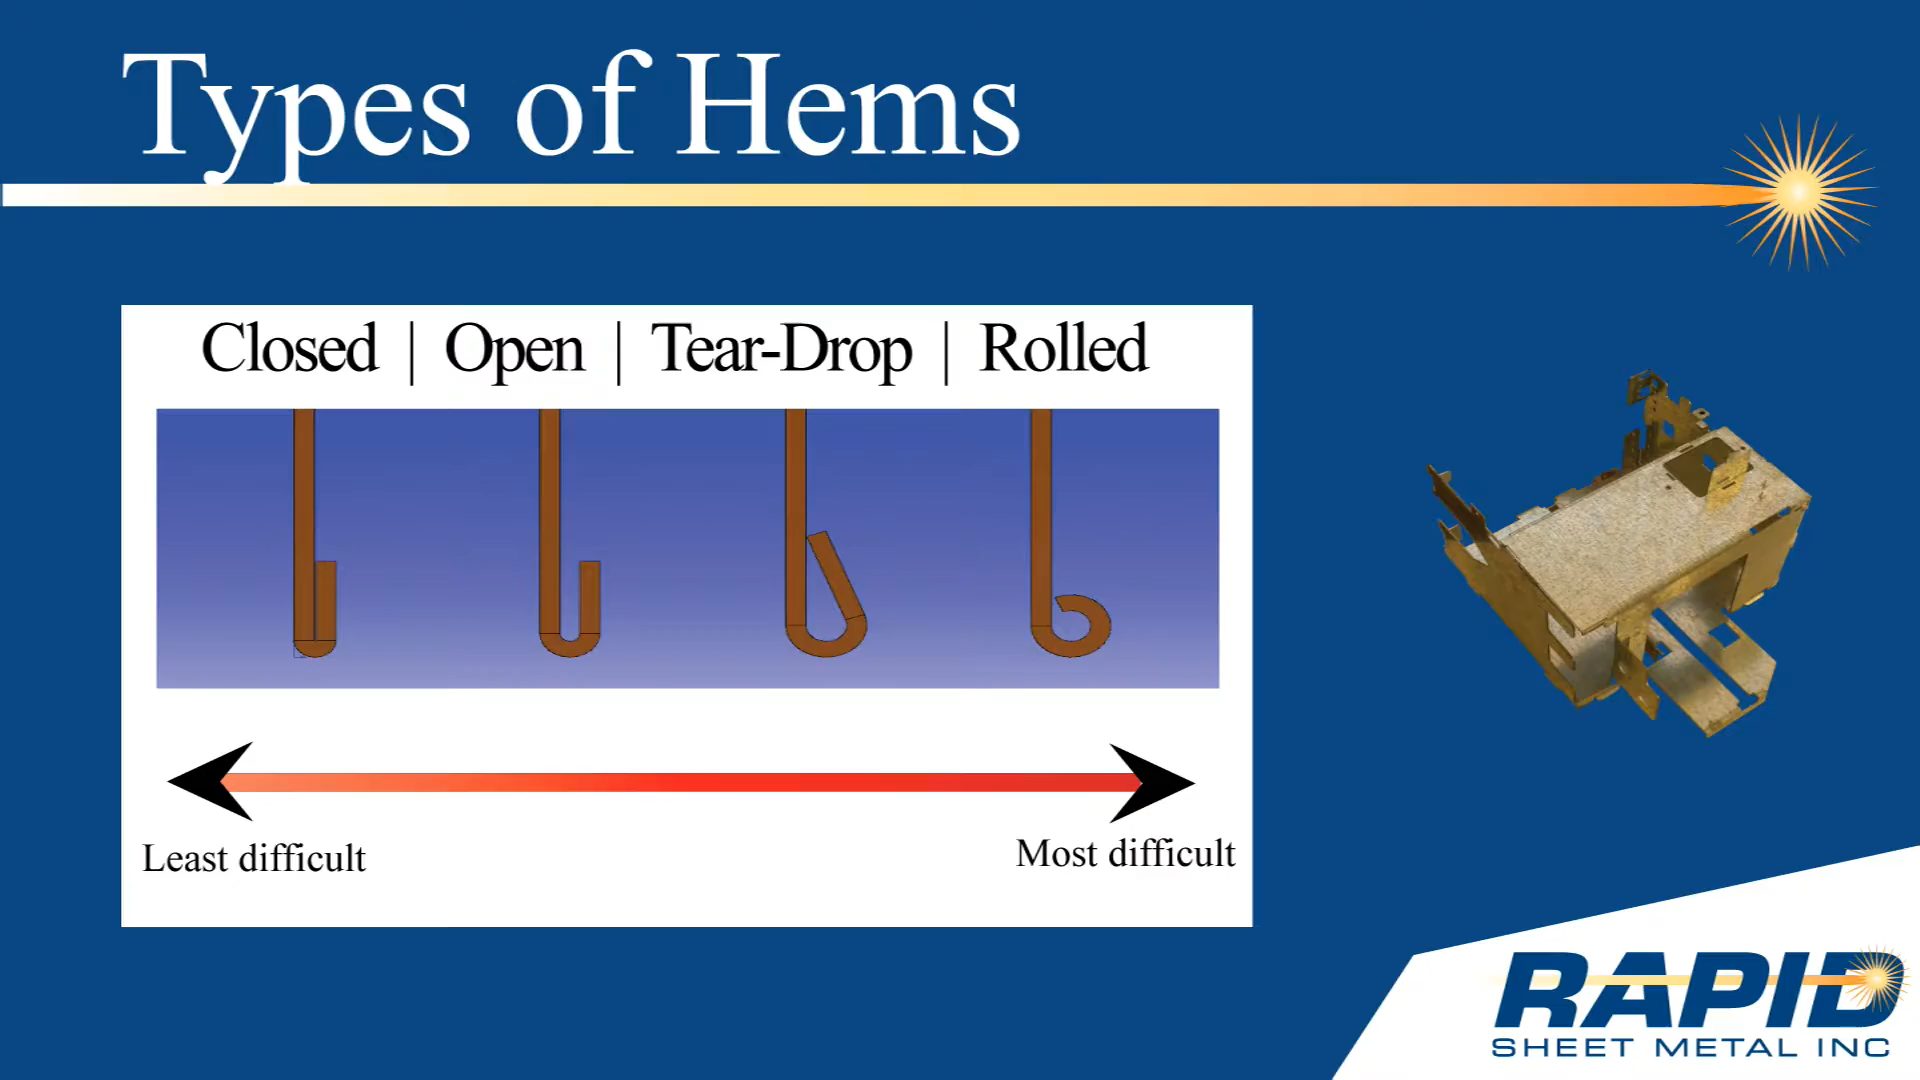 Types of Hems
Closed | Open | Tear-Drop | Rolled
Least difficult
Most difficult
RAPID
SHEET METAL INC